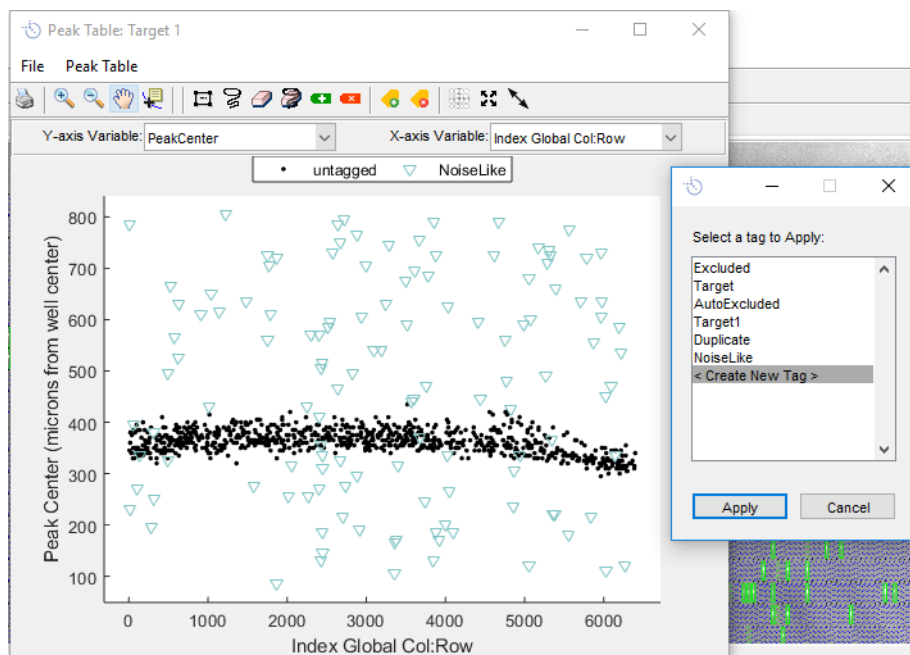 Peak Table: Target 1
File Peak Table
Y-axis Variable: PeakCenter X-axis Variable: Index Global Col:Row
untagged NoiseLike
800
700
600
500
400
300
200
100
Peak Center (microns from well center)
0 1000 2000 3000 4000 5000 6000
Index Global Col:Row
Select a tag to Apply:
Excluded
Target
AutoExcluded
Target1
Duplicate
NoiseLike
< Create New Tag >
Apply Cancel